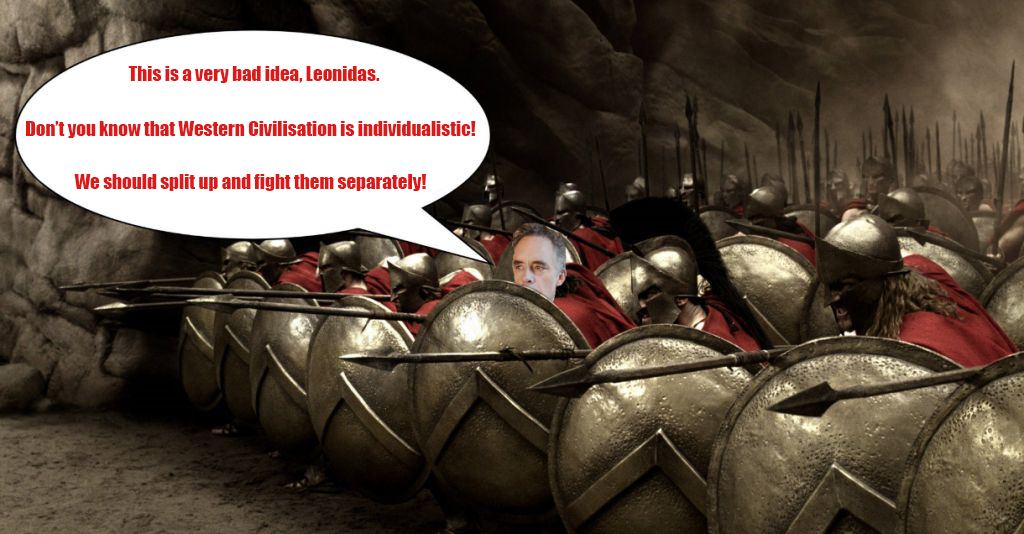 This is a very bad idea, Leonidas.
Don't you know that Western Civilisation is individualistic!
We should split up and fight them separately!